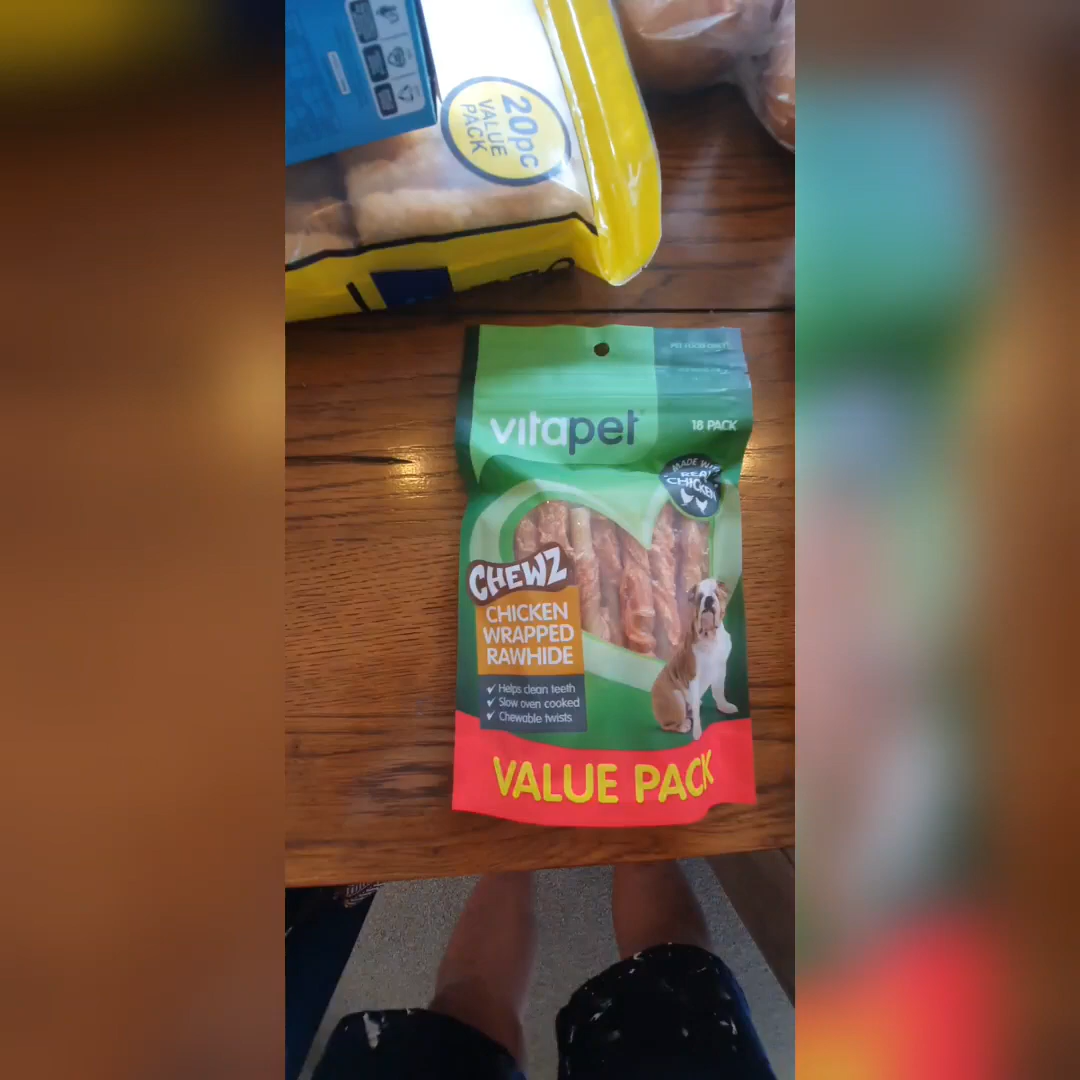 20pc
VALUE
PACK
vitapet
18 PACK
MADE WITH
REAL
CHICKEN
CHEWZ
CHICKEN
WRAPPED
RAWHIDE
✓ Helps clean teeth
✓ Slow oven cooked
✓ Chewable twists
VALUE PACK